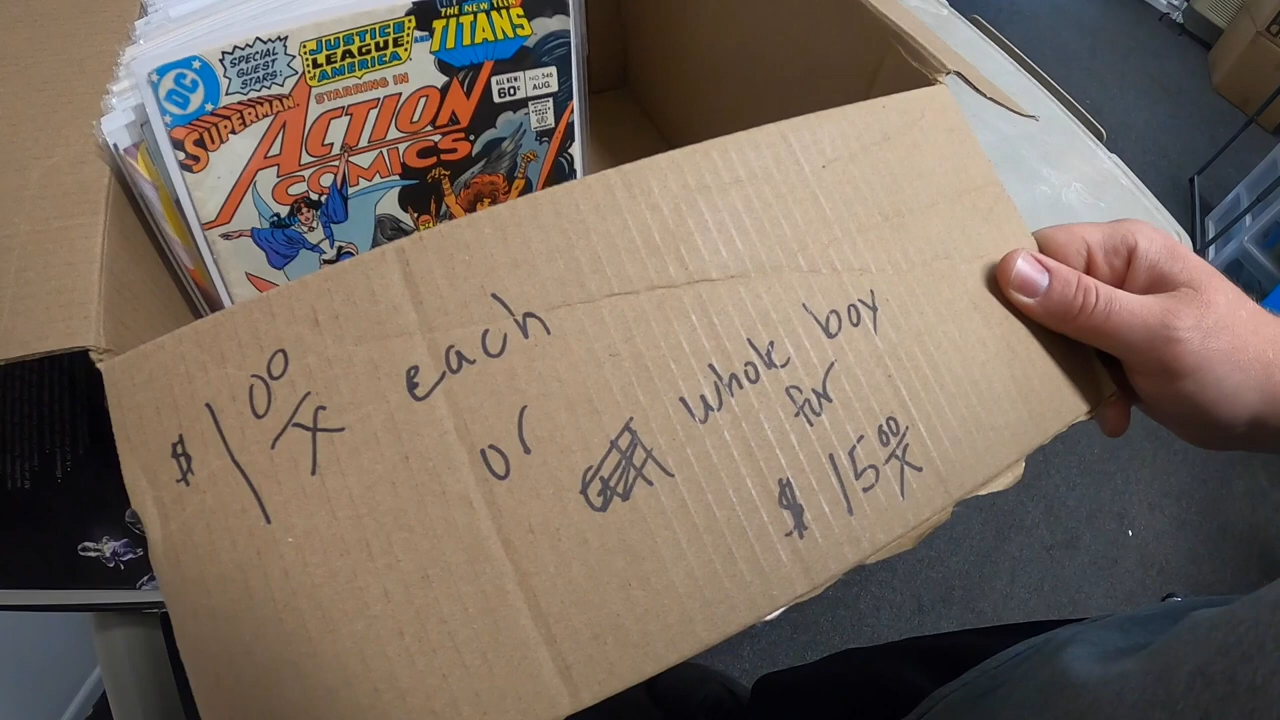 THE NEW TEEN
TITANS
AND
JUSTICE
LEAGUE
of AMERICA
SPECIAL
GUEST
STARS!
DC
STARRING IN
SUPERMAN
ACTION
COMICS
ALL NEW!
60¢
NO. 546
AUG.
$1 00/x each
or
whole box
for
$15.00/x